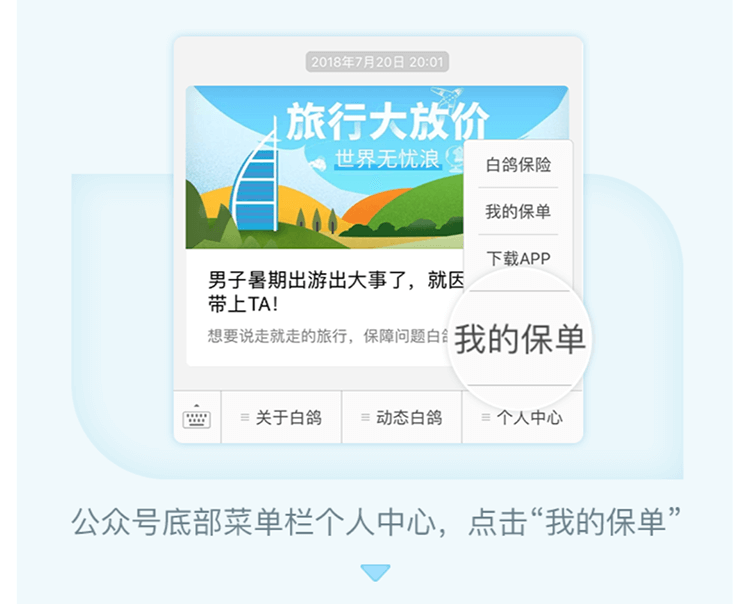 2018年7月20日 20:01
旅行大放价
世界无忧浪
白鸽保险
我的保单
下载APP
男子暑期出游出大事了，就因
带上TA!
想要说走就走的旅行，保障问题白
我的保单
关于白鸽
动态白鸽
个人中心
公众号底部菜单栏个人中心，点击“我的保单”